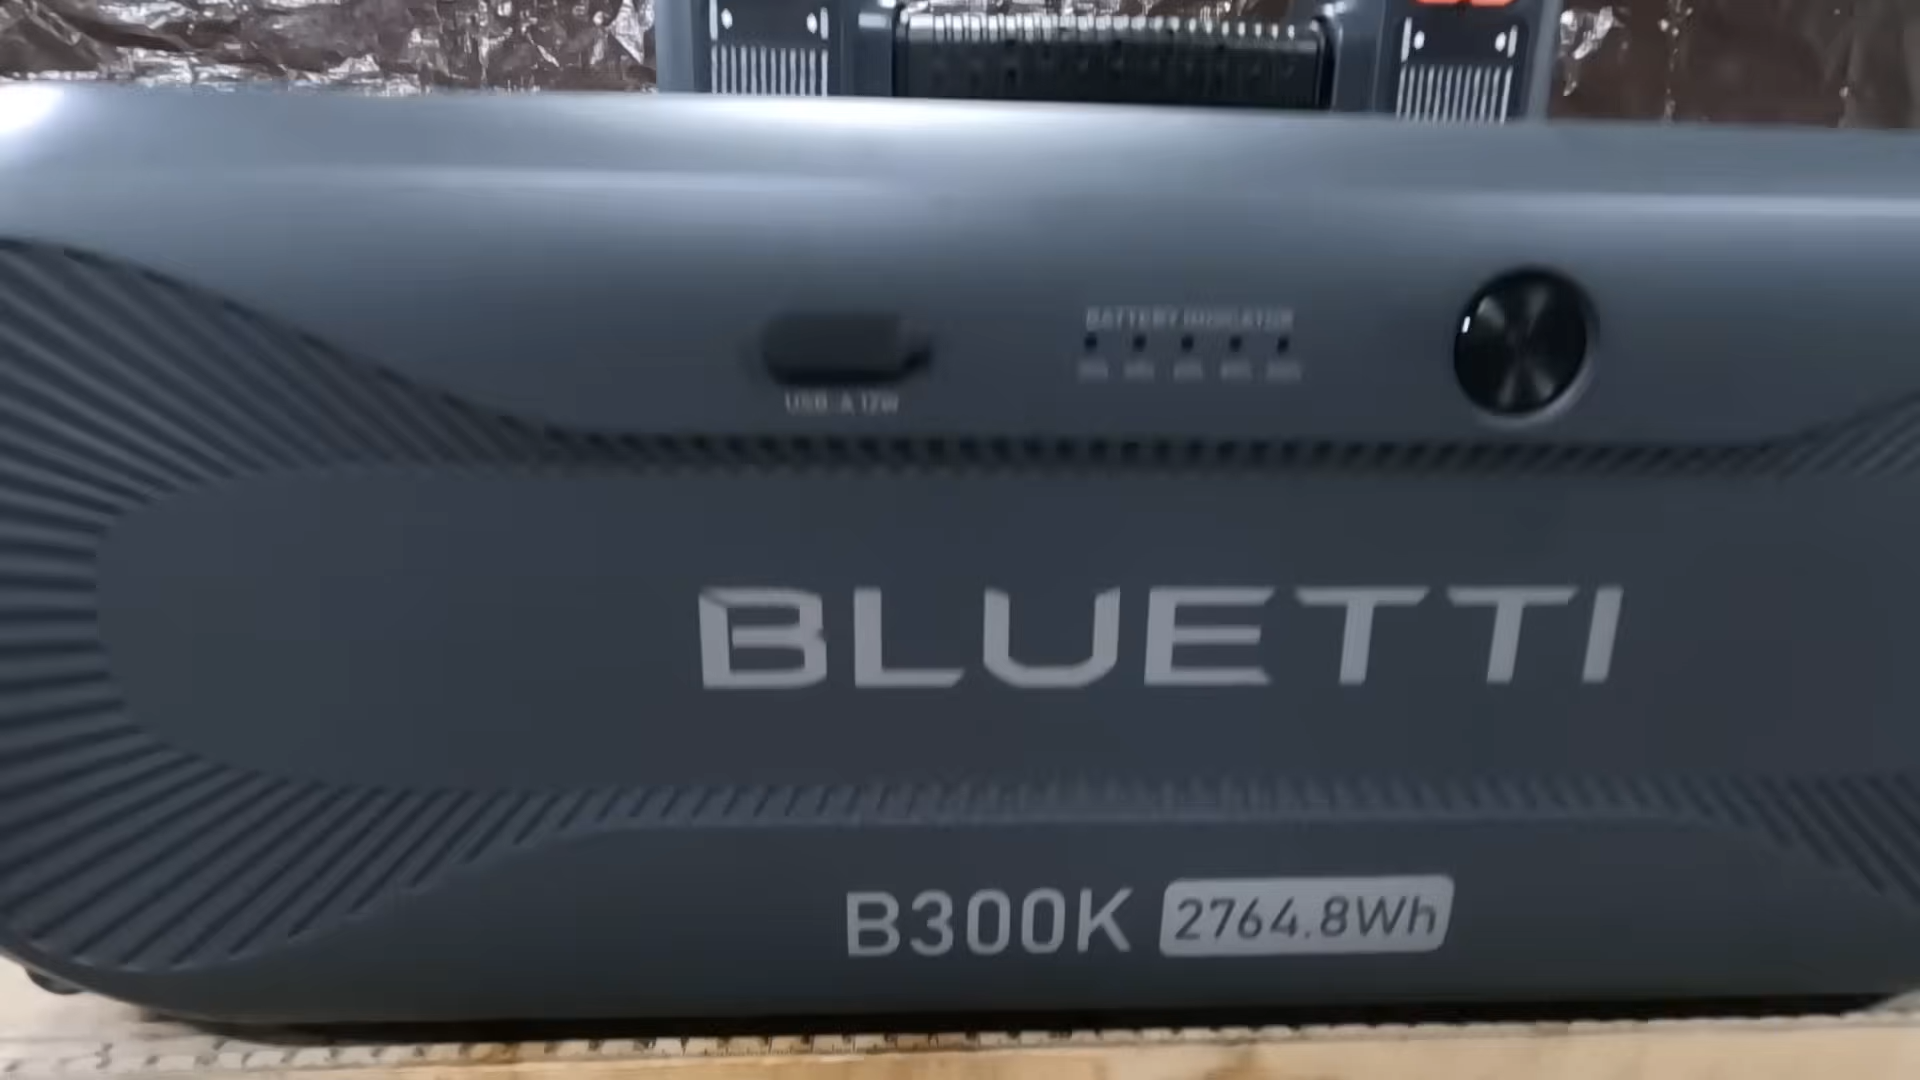 BATTERY INDICATOR
USB-A 12W
BLUETTI
B300K 2764.8Wh